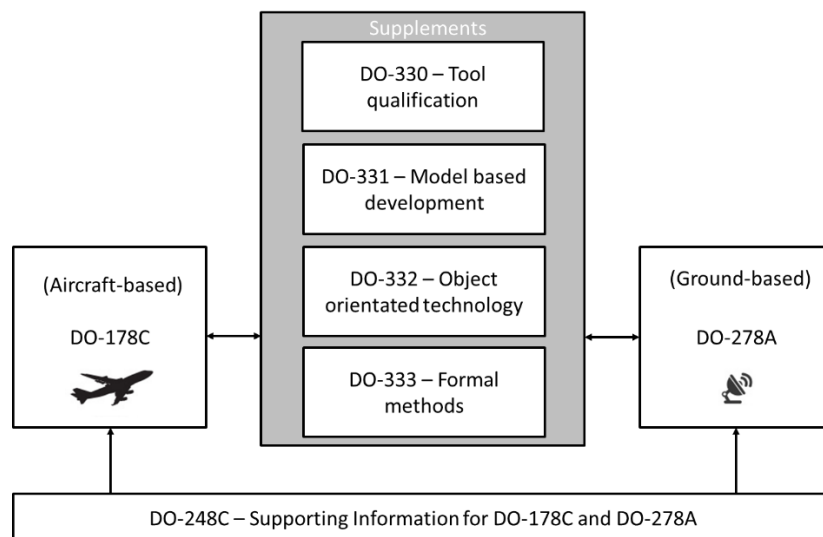 Supplements
DO-330 – Tool
qualification
DO-331 – Model based
development
DO-332 – Object
orientated technology
DO-333 – Formal
methods
(Aircraft-based)
DO-178C
(Ground-based)
DO-278A
DO-248C – Supporting Information for DO-178C and DO-278A